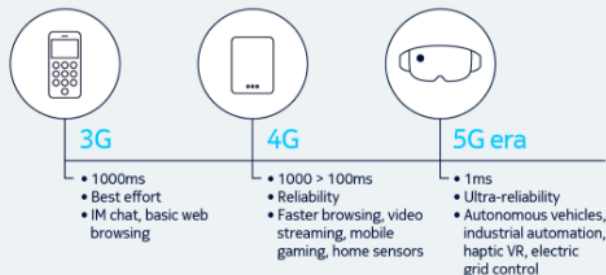 3G
• 1000ms
• Best effort
• IM chat, basic web
browsing
4G
• 1000 > 100ms
• Reliability
• Faster browsing, video
streaming, mobile
gaming, home sensors
5G era
• 1ms
• Ultra-reliability
• Autonomous vehicles,
industrial automation,
haptic VR, electric
grid control